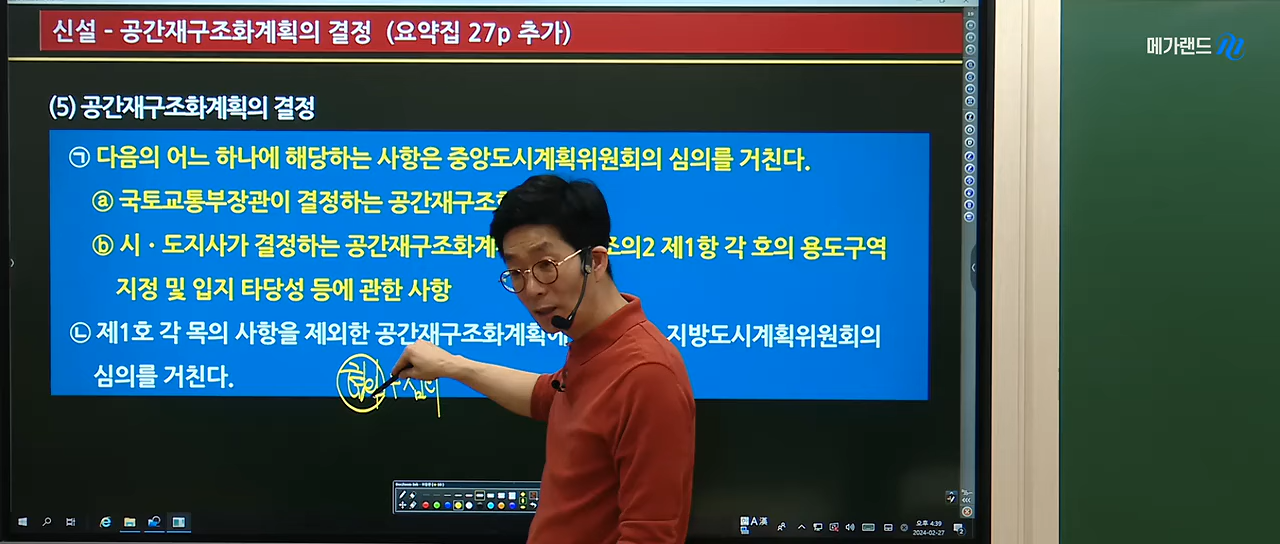 신설 - 공간재구조화계획의 결정 (요약집 27p 추가)
메가랜드
(5) 공간재구조화계획의 결정
㉠ 다음의 어느 하나에 해당하는 사항은 중앙도시계획위원회의 심의를 거친다.
ⓐ 국토교통부장관이 결정하는 공간재구조
ⓑ 시·도지사가 결정하는 공간재구조화계 조의2 제1항 각 호의 용도구역
지정 및 입지 타당성 등에 관한 사항
㉡ 제1호 각 목의 사항을 제외한 공간재구조화계획에 지방도시계획위원회의
심의를 거친다.
오후 4:39
2024-02-27